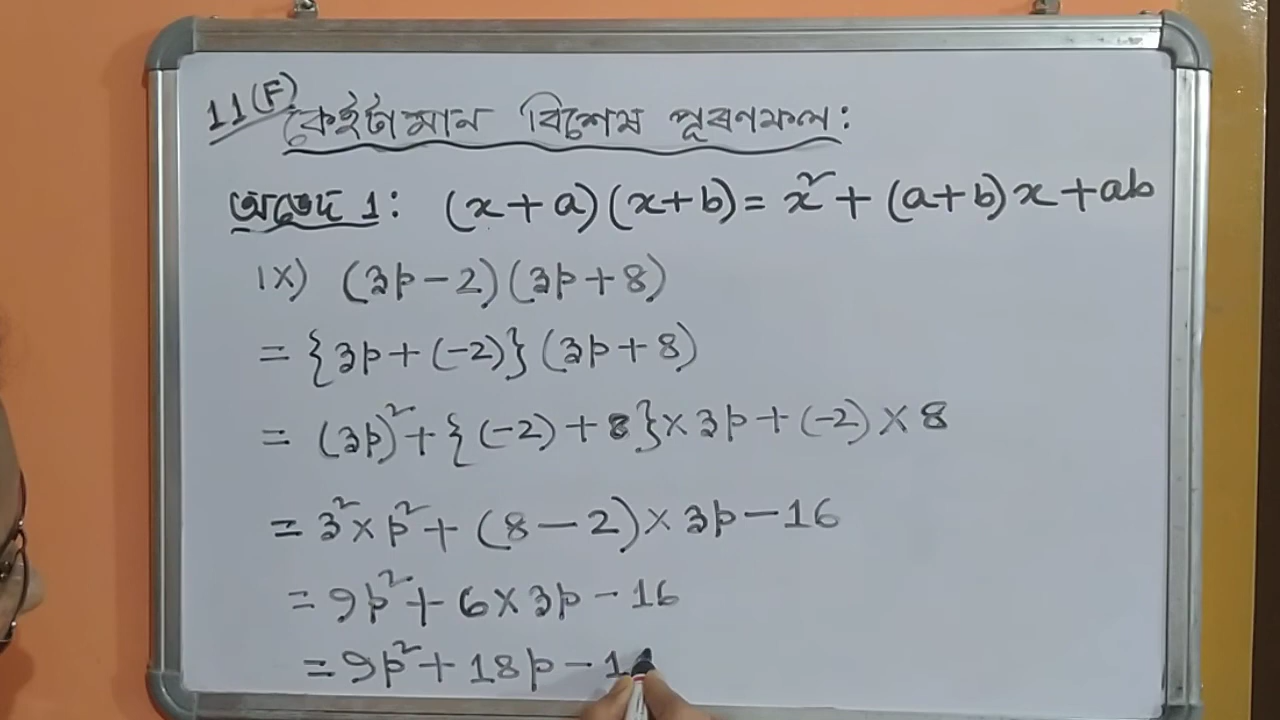 11(F) কেইটামান বিশেষ পূৰণফল:
অভেদ 1: (x+a)(x+b)= x² + (a+b)x +ab
ix) (3p-2)(3p+8)
= {3p+(-2)}(3p+8)
= (3p)²+{(-2)+8}×3p+(-2)×8
= 3²×p²+(8-2)×3p-16
= 9p²+6×3p-16
= 9p²+18p-1